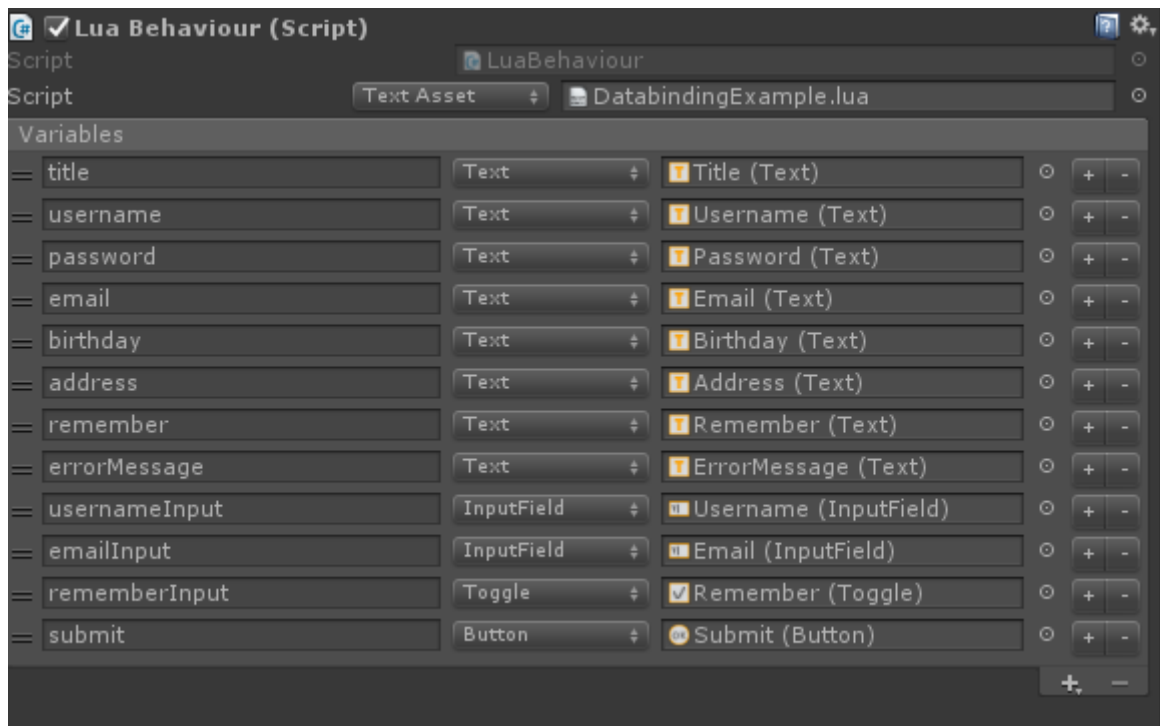 Lua Behaviour (Script)
Script LuaBehaviour
Script Text Asset DatabindingExample.lua
Variables
title Text Title (Text) + -
username Text Username (Text) + -
password Text Password (Text) + -
email Text Email (Text) + -
birthday Text Birthday (Text) + -
address Text Address (Text) + -
remember Text Remember (Text) + -
errorMessage Text ErrorMessage (Text) + -
usernameInput InputField Username (InputField) + -
emailInput InputField Email (InputField) + -
rememberInput Toggle Remember (Toggle) + -
submit Button OK Submit (Button) + -
+ -